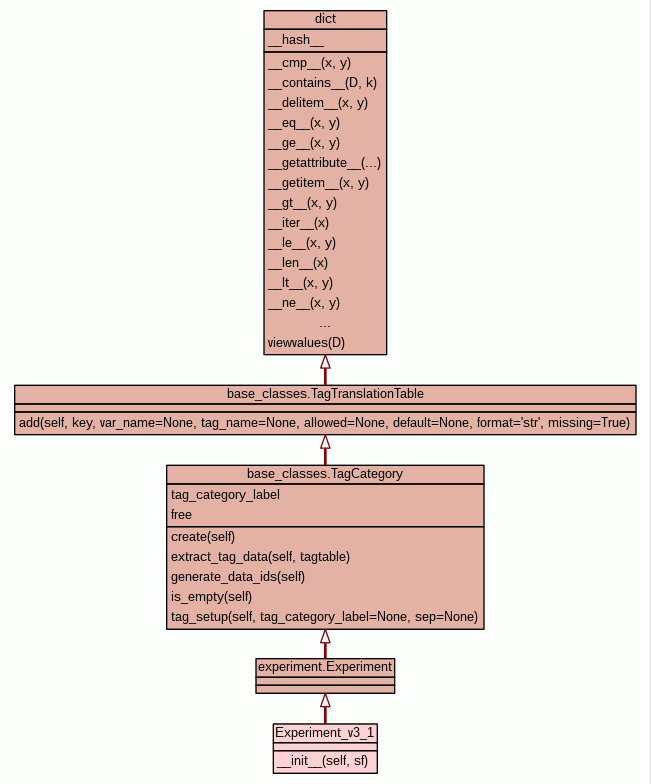 dict
__hash__
__cmp__(x, y)
__contains__(D, k)
__delitem__(x, y)
__eq__(x, y)
__ge__(x, y)
__getattribute__(...)
__getitem__(x, y)
__gt__(x, y)
__iter__(x)
__le__(x, y)
__len__(x)
__lt__(x, y)
__ne__(x, y)
...
viewvalues(D)
base_classes.TagTranslationTable
add(self, key, var_name=None, tag_name=None, allowed=None, default=None, format='str', missing=True)
base_classes.TagCategory
tag_category_label
free
create(self)
extract_tag_data(self, tagtable)
generate_data_ids(self)
is_empty(self)
tag_setup(self, tag_category_label=None, sep=None)
experiment.Experiment
Experiment_v3_1
__init__(self, sf)